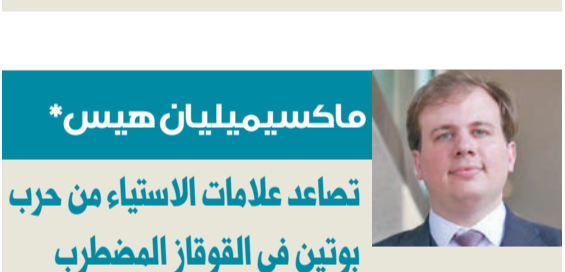 ماكسيميليان هيس*
تصاعد علامات الاستياء من حرب
بوتين في القوقاز المضطرب